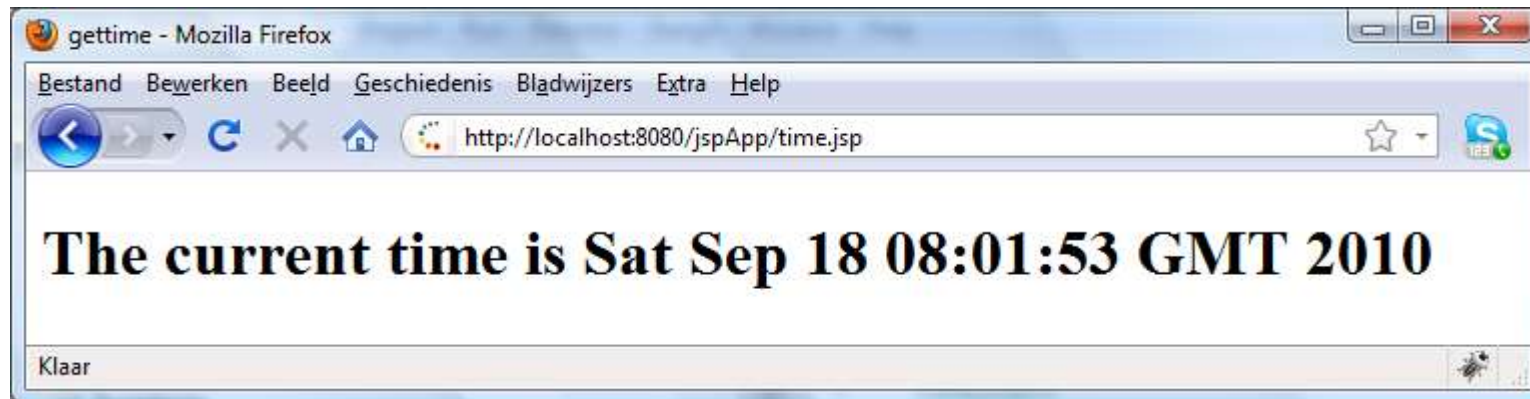 gettime - Mozilla Firefox
Bestand Bewerken Beeld Geschiedenis Bladwijzers Extra Help
http://localhost:8080/jspApp/time.jsp
The current time is Sat Sep 18 08:01:53 GMT 2010
Klaar